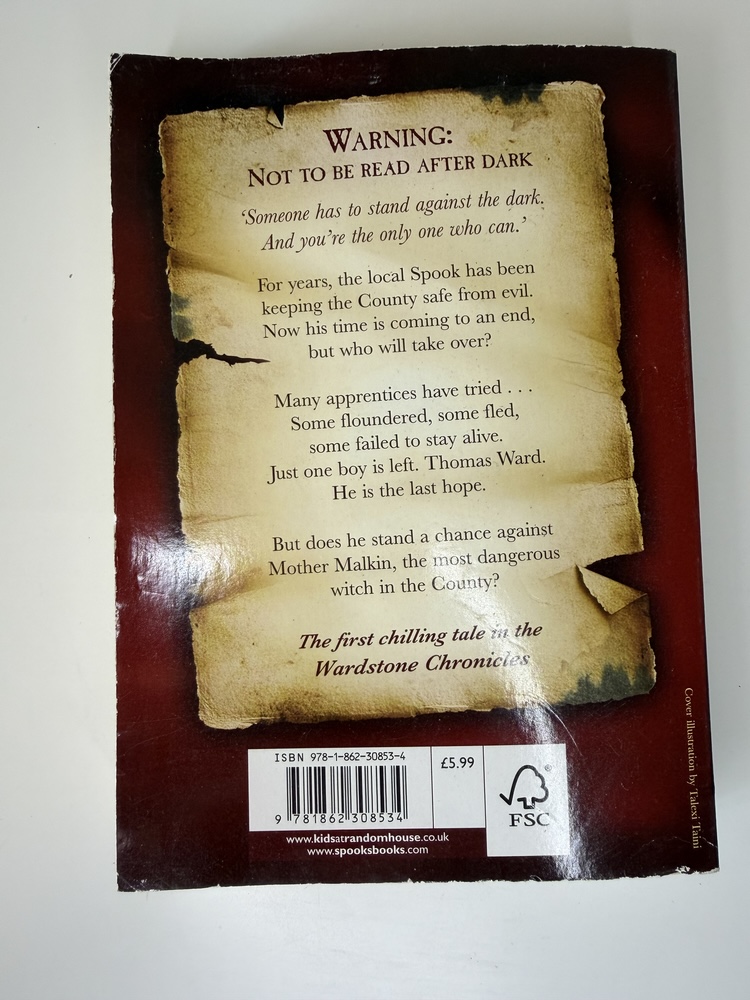 WARNING:
NOT TO BE READ AFTER DARK
‘Someone has to stand against the dark.
And you’re the only one who can.’
For years, the local Spook has been
keeping the County safe from evil.
Now his time is coming to an end,
but who will take over?
Many apprentices have tried . . .
Some floundered, some fled,
some failed to stay alive.
Just one boy is left. Thomas Ward.
He is the last hope.
But does he stand a chance against
Mother Malkin, the most dangerous
witch in the County?
The first chilling tale in the
Wardstone Chronicles
ISBN 978-1-862-30853-4
£5.99
9 781862 308534
FSC
®
www.kidsatrandomhouse.co.uk
www.spooksbooks.com
Cover illustration by Talexi Taini